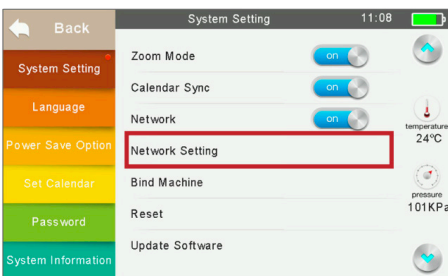 Back
System Setting
11:08
System Setting
Language
Power Save Option
Set Calendar
Password
System Information
Zoom Mode
on
Calendar Sync
on
Network
on
Network Setting
Bind Machine
Reset
Update Software
temperature
24°C
pressure
101KPa